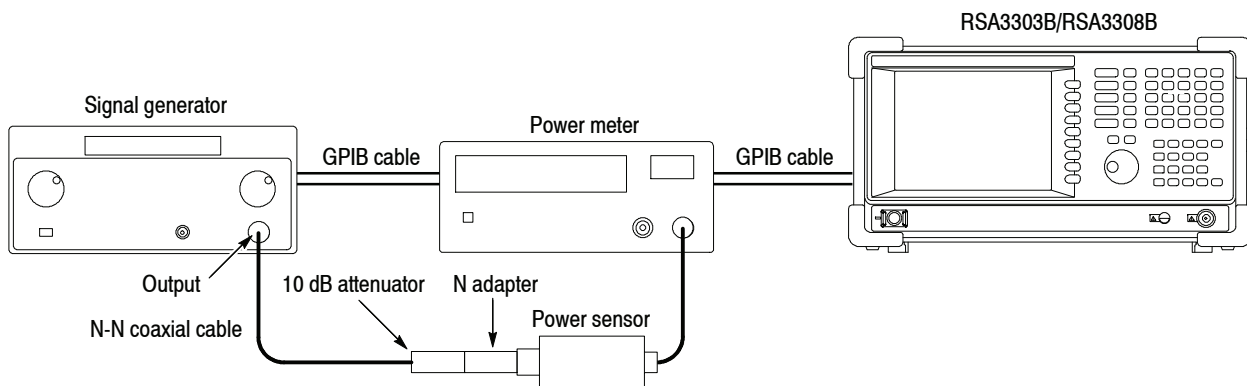 RSA3303B/RSA3308B
Signal generator
Power meter
GPIB cable
GPIB cable
Output
10 dB attenuator
N adapter
N-N coaxial cable
Power sensor